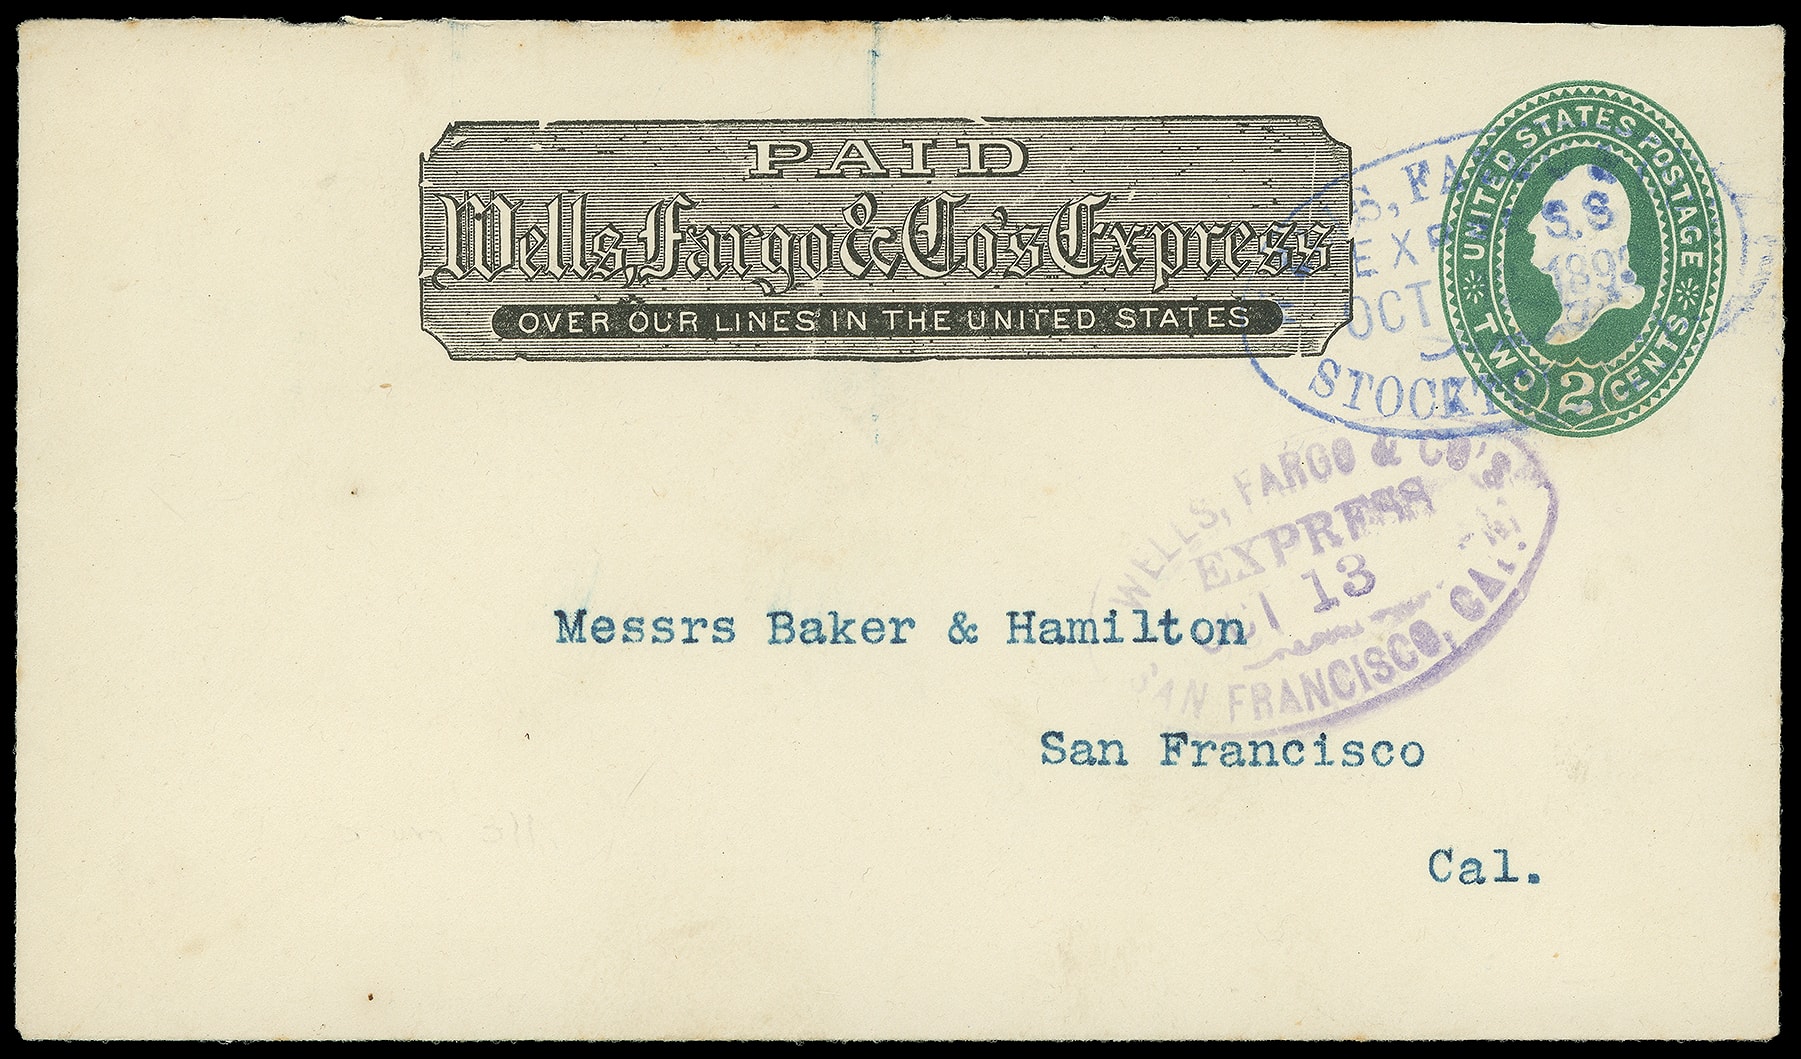 PAID
Wells, Fargo & Co's Express
OVER OUR LINES IN THE UNITED STATES
UNITED STATES POSTAGE
TWO 2 CENTS
S.S
OCT
WELLS, FARGO & CO'S
EXPRESS
13
SAN FRANCISCO, CAL.
Messrs Baker & Hamilton
San Francisco
Cal.